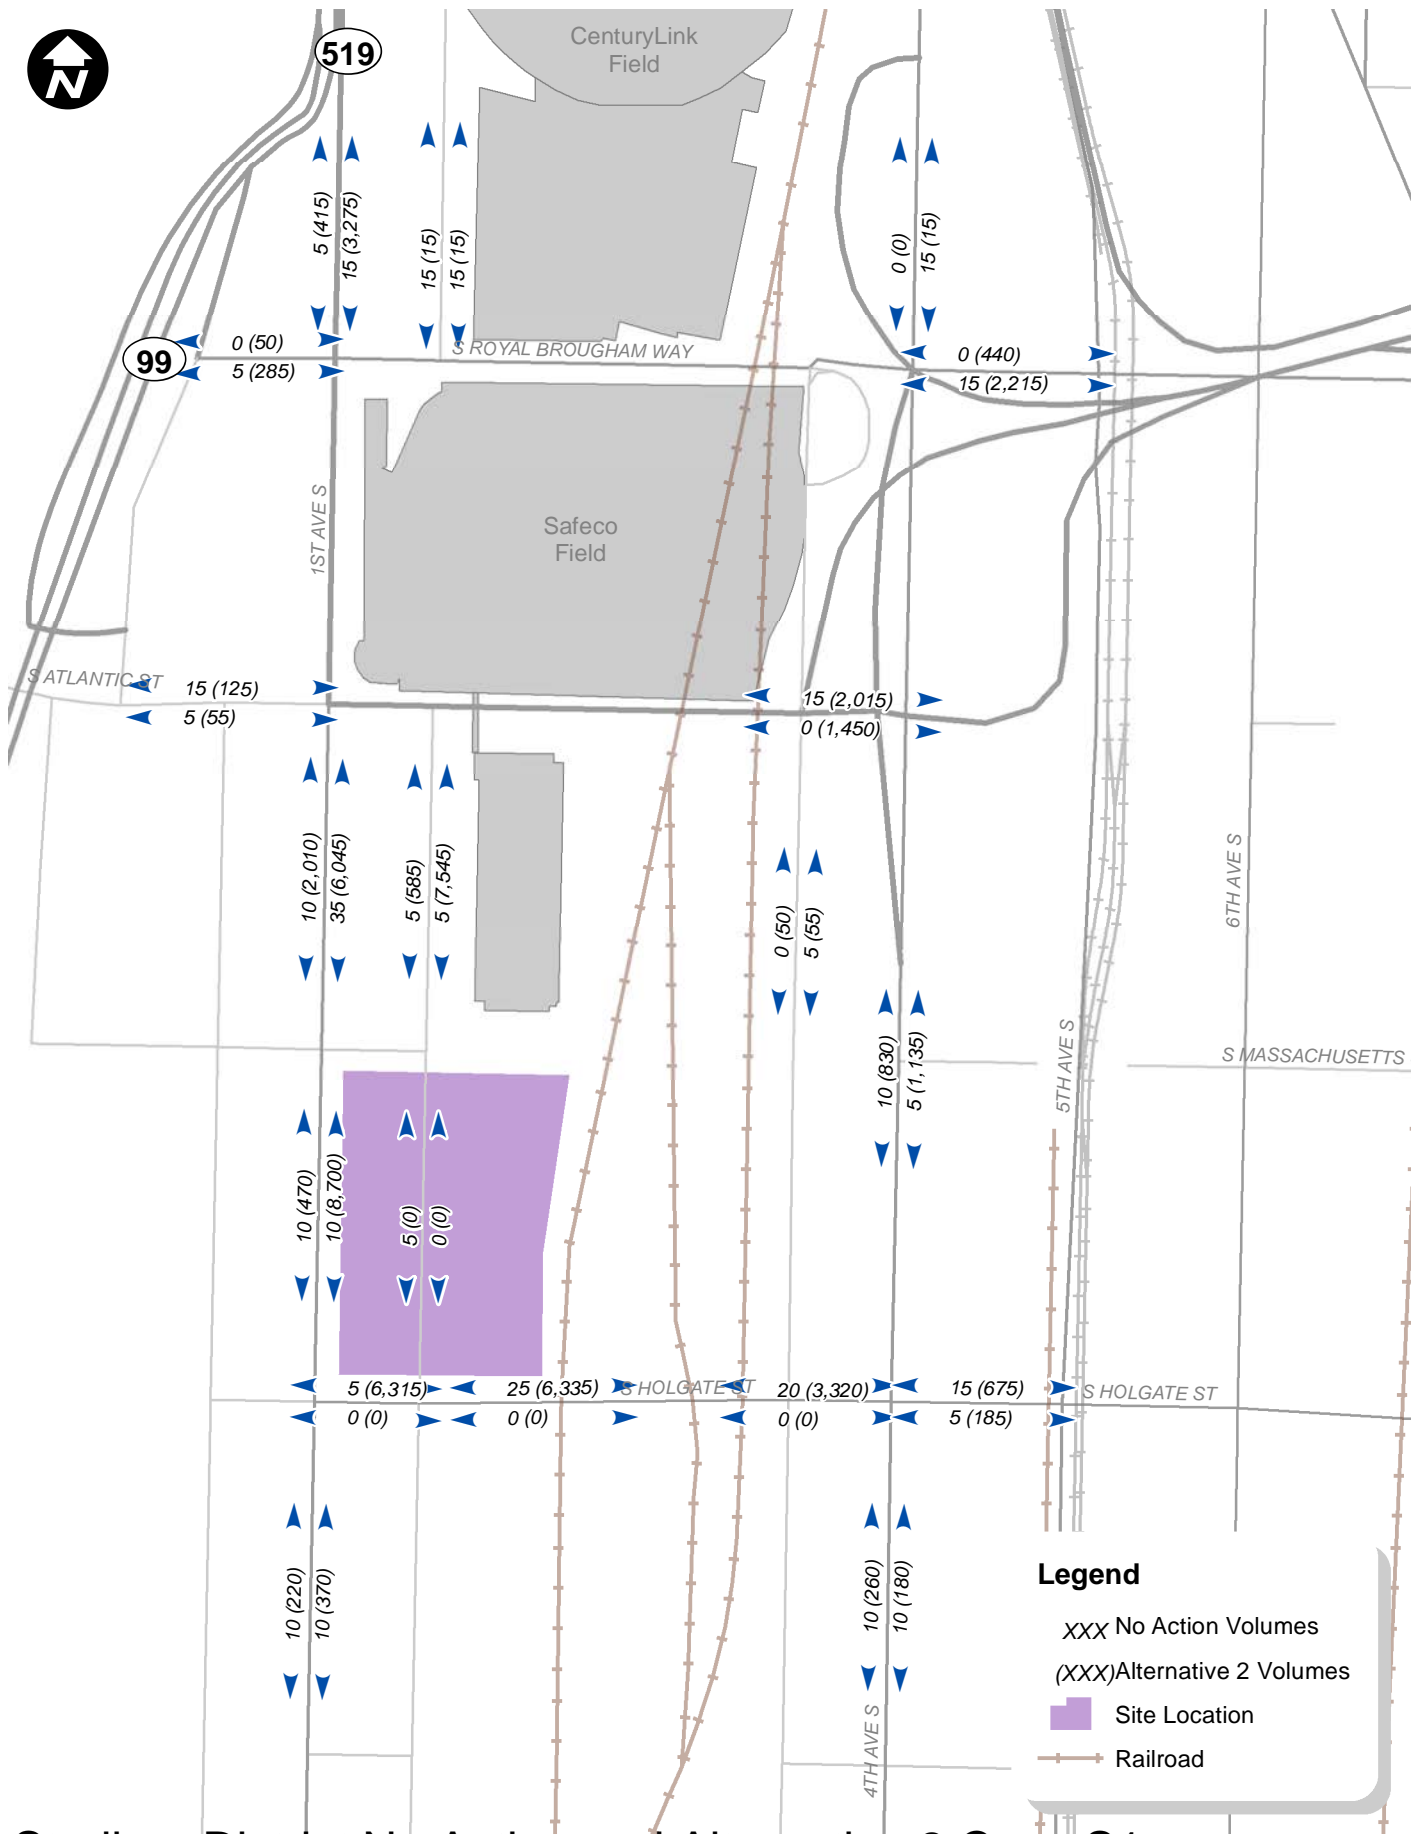 N
519
CenturyLink
Field
5 (415)
15 (3,275)
15 (15)
15 (15)
0 (0)
15 (15)
99
0 (50)
5 (285)
S ROYAL BROUGHAM WAY
0 (440)
15 (2,215)
1ST AVE S
Safeco
Field
S ATLANTIC ST
15 (125)
5 (55)
15 (2,015)
0 (1,450)
10 (2,010)
35 (6,045)
5 (585)
5 (7,545)
0 (50)
5 (55)
6TH AVE S
10 (830)
5 (1,135)
5TH AVE S
S MASSACHUSETTS
10 (470)
10 (8,700)
5 (0)
0 (0)
5 (6,315)
0 (0)
25 (6,335)
0 (0)
S HOLGATE ST
20 (3,320)
0 (0)
15 (675)
5 (185)
S HOLGATE ST
10 (220)
10 (370)
10 (260)
10 (180)
4TH AVE S
Legend
XXX No Action Volumes
(XXX) Alternative 2 Volumes
Site Location
Railroad